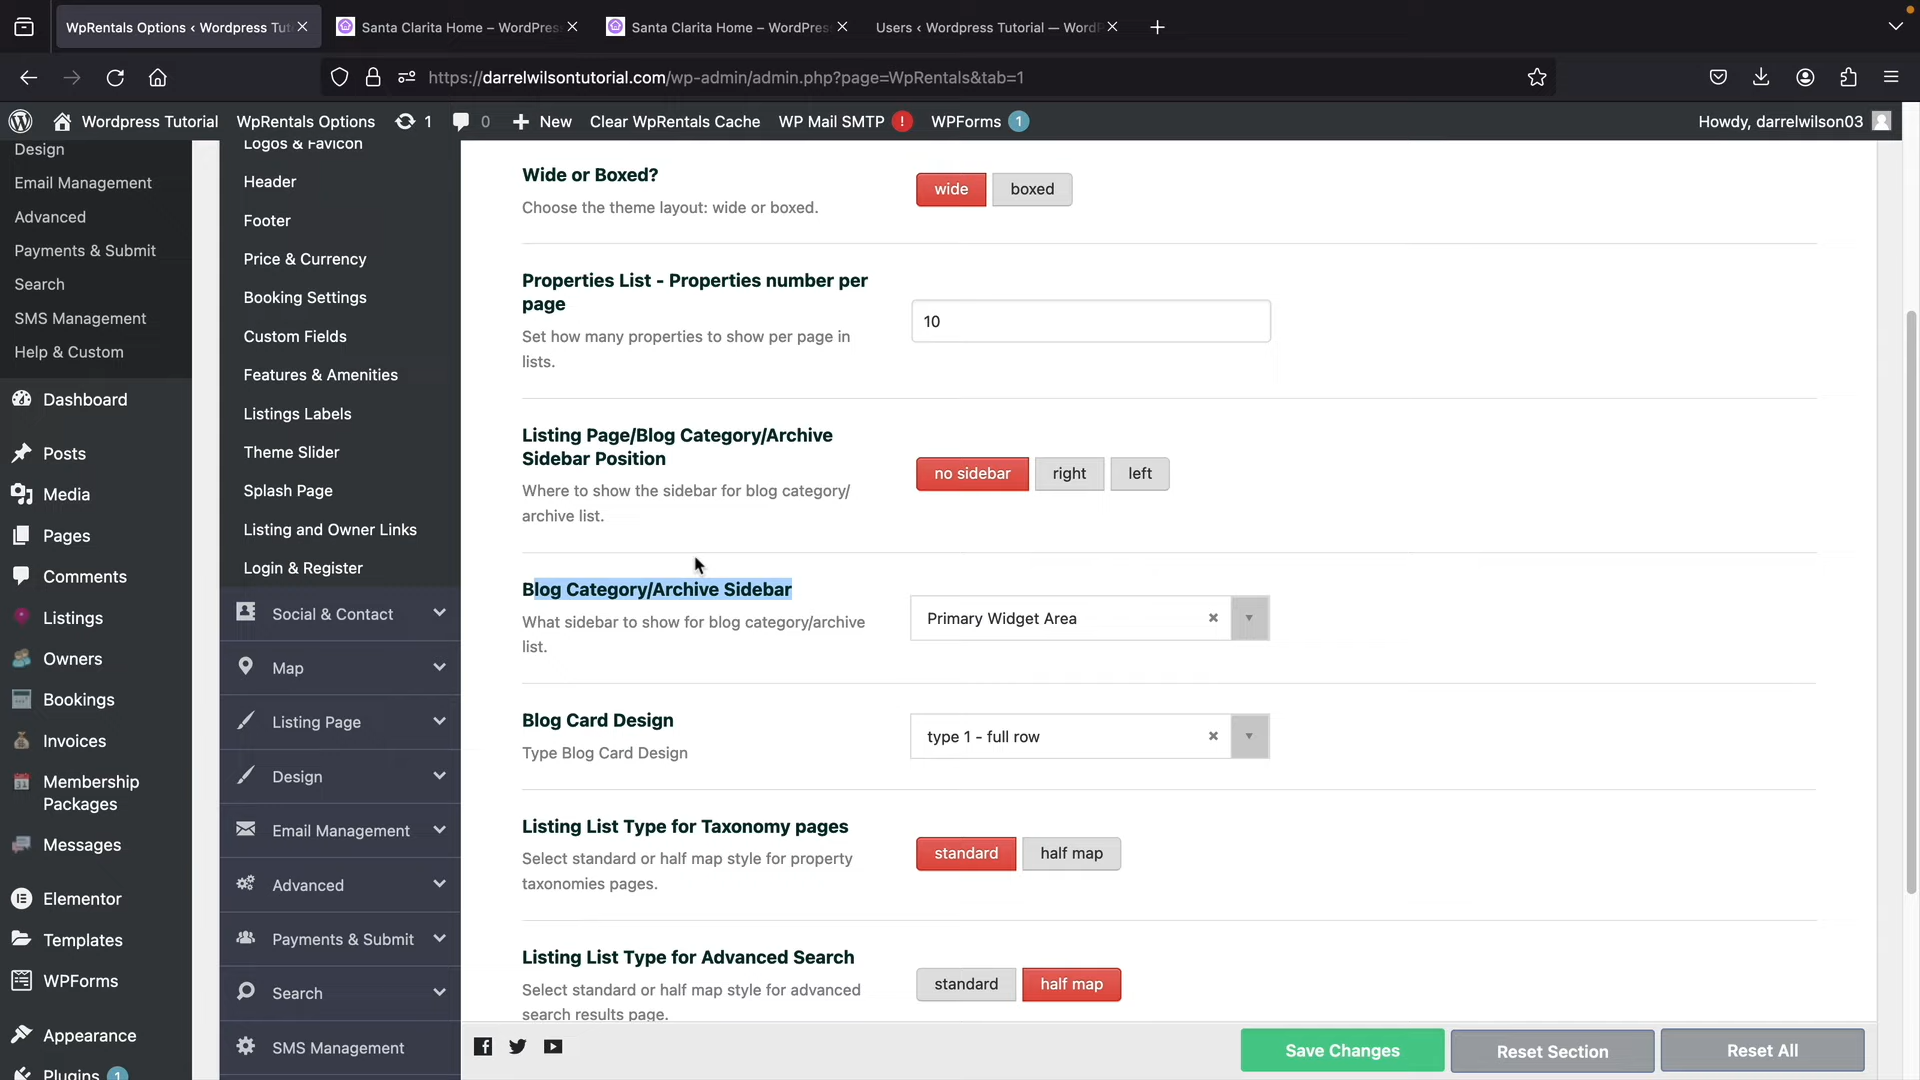 WpRentals Options ‹ Wordpress Tut
Santa Clarita Home – WordPres
Santa Clarita Home – WordPres
Users ‹ Wordpress Tutorial — Word
https://darrelwilsontutorial.com/wp-admin/admin.php?page=WpRentals&tab=1
Wordpress Tutorial
WpRentals Options
1
0
New
Clear WpRentals Cache
WP Mail SMTP !
WPForms 1
Howdy, darrelwilson03
Design
Email Management
Advanced
Payments & Submit
Search
SMS Management
Help & Custom
Dashboard
Posts
Media
Pages
Comments
Listings
Owners
Bookings
Invoices
Membership
Packages
Messages
Elementor
Templates
WPForms
Appearance
Plugins 1
Logos & Favicon
Header
Footer
Price & Currency
Booking Settings
Custom Fields
Features & Amenities
Listings Labels
Theme Slider
Splash Page
Listing and Owner Links
Login & Register
Social & Contact
Map
Listing Page
Design
Email Management
Advanced
Payments & Submit
Search
SMS Management
Wide or Boxed?
Choose the theme layout: wide or boxed.
wide
boxed
Properties List - Properties number per
page
Set how many properties to show per page in
lists.
10
Listing Page/Blog Category/Archive
Sidebar Position
Where to show the sidebar for blog category/
archive list.
no sidebar
right
left
Blog Category/Archive Sidebar
What sidebar to show for blog category/archive
list.
Primary Widget Area
Blog Card Design
Type Blog Card Design
type 1 - full row
Listing List Type for Taxonomy pages
Select standard or half map style for property
taxonomies pages.
standard
half map
Listing List Type for Advanced Search
Select standard or half map style for advanced
search results page.
standard
half map
Save Changes
Reset Section
Reset All